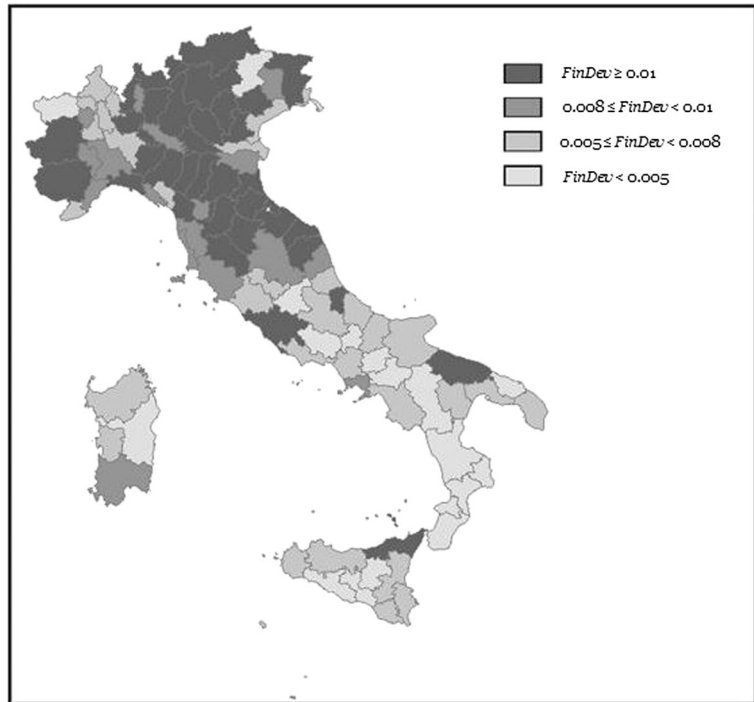 FinDev ≥ 0.01
0.008 ≤ FinDev < 0.01
0.005 ≤ FinDev < 0.008
FinDev < 0.005